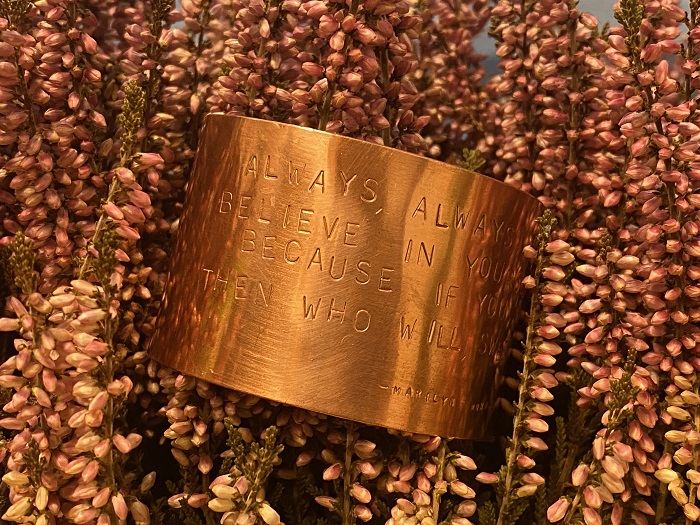 ALWAYS, ALWAYS
BELIEVE IN YOU
BECAUSE IF YOU
THEN WHO WILL, S